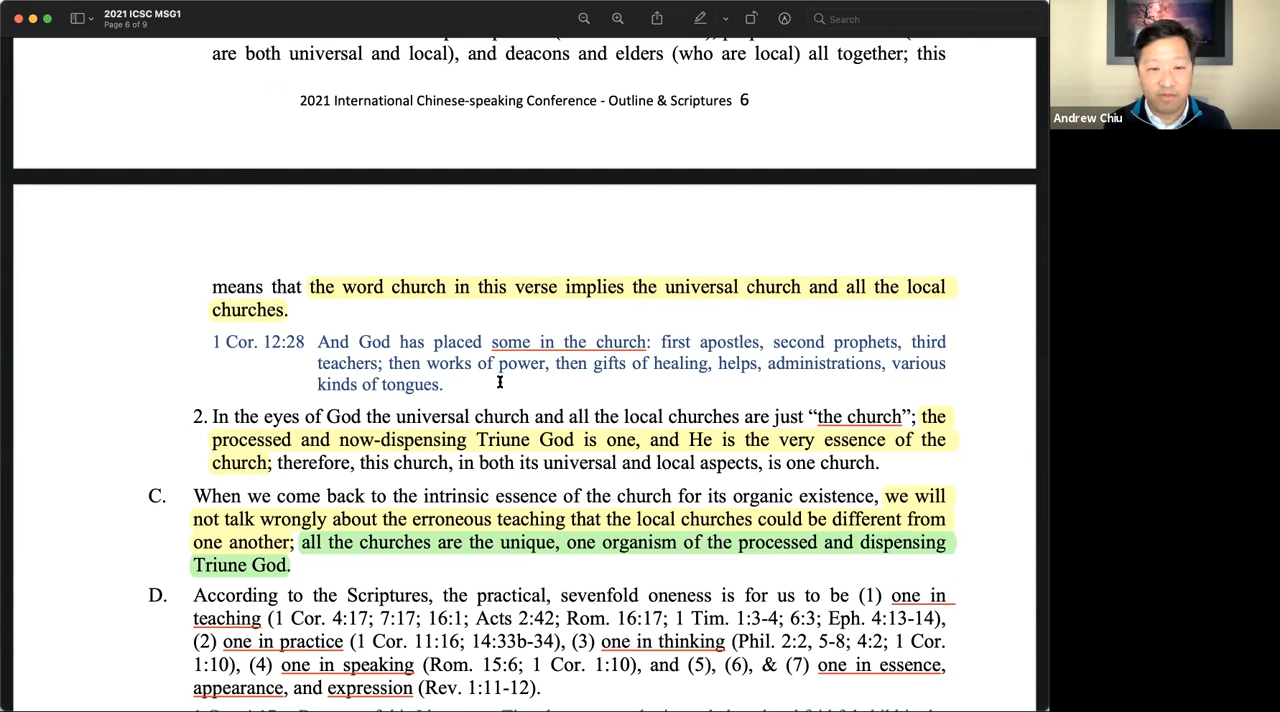 2021 ICSC MSG1
Page 6 of 9
Search
are both universal and local), and deacons and elders (who are local) all together; this
2021 International Chinese-speaking Conference - Outline & Scriptures 6
Andrew Chiu
means that the word church in this verse implies the universal church and all the local
churches.
1 Cor. 12:28 And God has placed some in the church: first apostles, second prophets, third
teachers; then works of power, then gifts of healing, helps, administrations, various
kinds of tongues.
2. In the eyes of God the universal church and all the local churches are just “the church”; the
processed and now-dispensing Triune God is one, and He is the very essence of the
church; therefore, this church, in both its universal and local aspects, is one church.
C. When we come back to the intrinsic essence of the church for its organic existence, we will
not talk wrongly about the erroneous teaching that the local churches could be different from
one another; all the churches are the unique, one organism of the processed and dispensing
Triune God.
D. According to the Scriptures, the practical, sevenfold oneness is for us to be (1) one in
teaching (1 Cor. 4:17; 7:17; 16:1; Acts 2:42; Rom. 16:17; 1 Tim. 1:3-4; 6:3; Eph. 4:13-14),
(2) one in practice (1 Cor. 11:16; 14:33b-34), (3) one in thinking (Phil. 2:2, 5-8; 4:2; 1 Cor.
1:10), (4) one in speaking (Rom. 15:6; 1 Cor. 1:10), and (5), (6), & (7) one in essence,
appearance, and expression (Rev. 1:11-12).